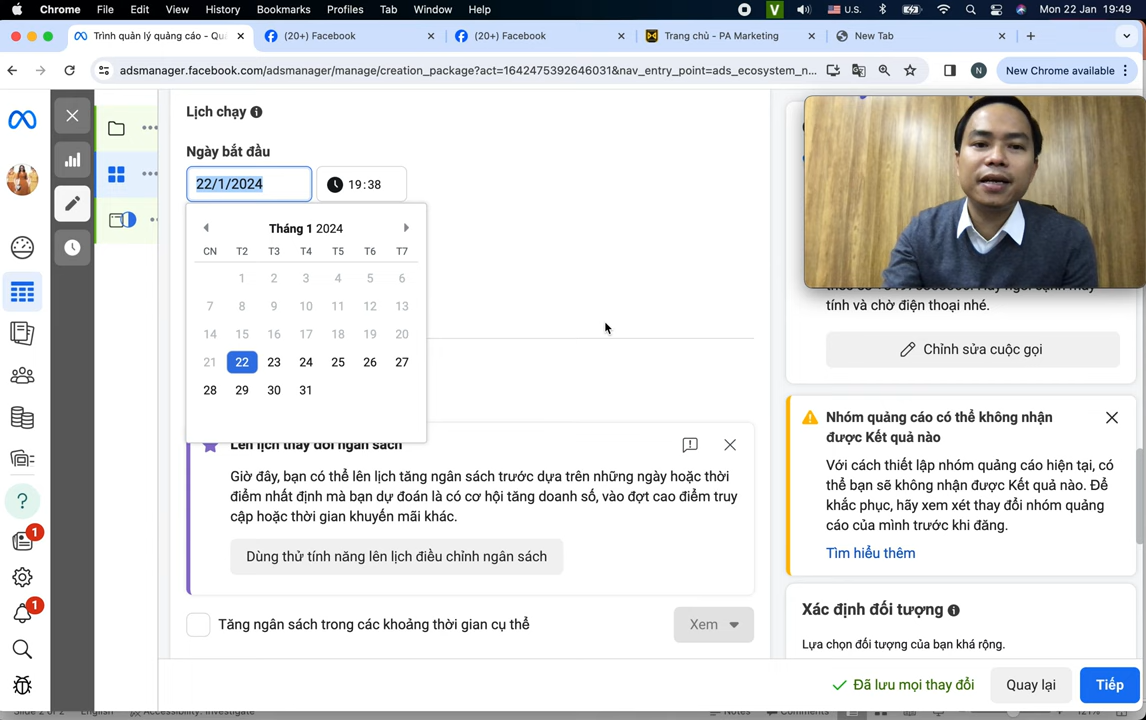 Chrome File Edit View History Bookmarks Profiles Tab Window Help
V U.S. Mon 22 Jan 19:49
Trình quản lý quảng cáo - Qu
(20+) Facebook
(20+) Facebook
Trang chủ - PA Marketing
New Tab
adsmanager.facebook.com/adsmanager/manage/creation_package?act=1642475392646031&nav_entry_point=ads_ecosystem_n...
N
New Chrome available
Lịch chạy
Ngày bắt đầu
22/1/2024
19:38
Tháng 1 2024
CN T2 T3 T4 T5 T6 T7
1 2 3 4 5 6
7 8 9 10 11 12 13
14 15 16 17 18 19 20
21 22 23 24 25 26 27
28 29 30 31
Lên lịch thay đổi ngân sách
Giờ đây, bạn có thể lên lịch tăng ngân sách trước dựa trên những ngày hoặc thời
điểm nhất định mà bạn dự đoán là có cơ hội tăng doanh số, vào đợt cao điểm truy
cập hoặc thời gian khuyến mãi khác.
Dùng thử tính năng lên lịch điều chỉnh ngân sách
Tăng ngân sách trong các khoảng thời gian cụ thể
Xem
tính và chờ điện thoại nhé.
Chỉnh sửa cuộc gọi
Nhóm quảng cáo có thể không nhận
được Kết quả nào
Với cách thiết lập nhóm quảng cáo hiện tại, có
thể bạn sẽ không nhận được Kết quả nào. Để
khắc phục, hãy xem xét thay đổi nhóm quảng
cáo của mình trước khi đăng.
Tìm hiểu thêm
Xác định đối tượng
Lựa chọn đối tượng của bạn khá rộng.
Đã lưu mọi thay đổi
Quay lại
Tiếp
1
1
Slide 2 of 2 English Accessibility: Investigate Notes Comments 121%